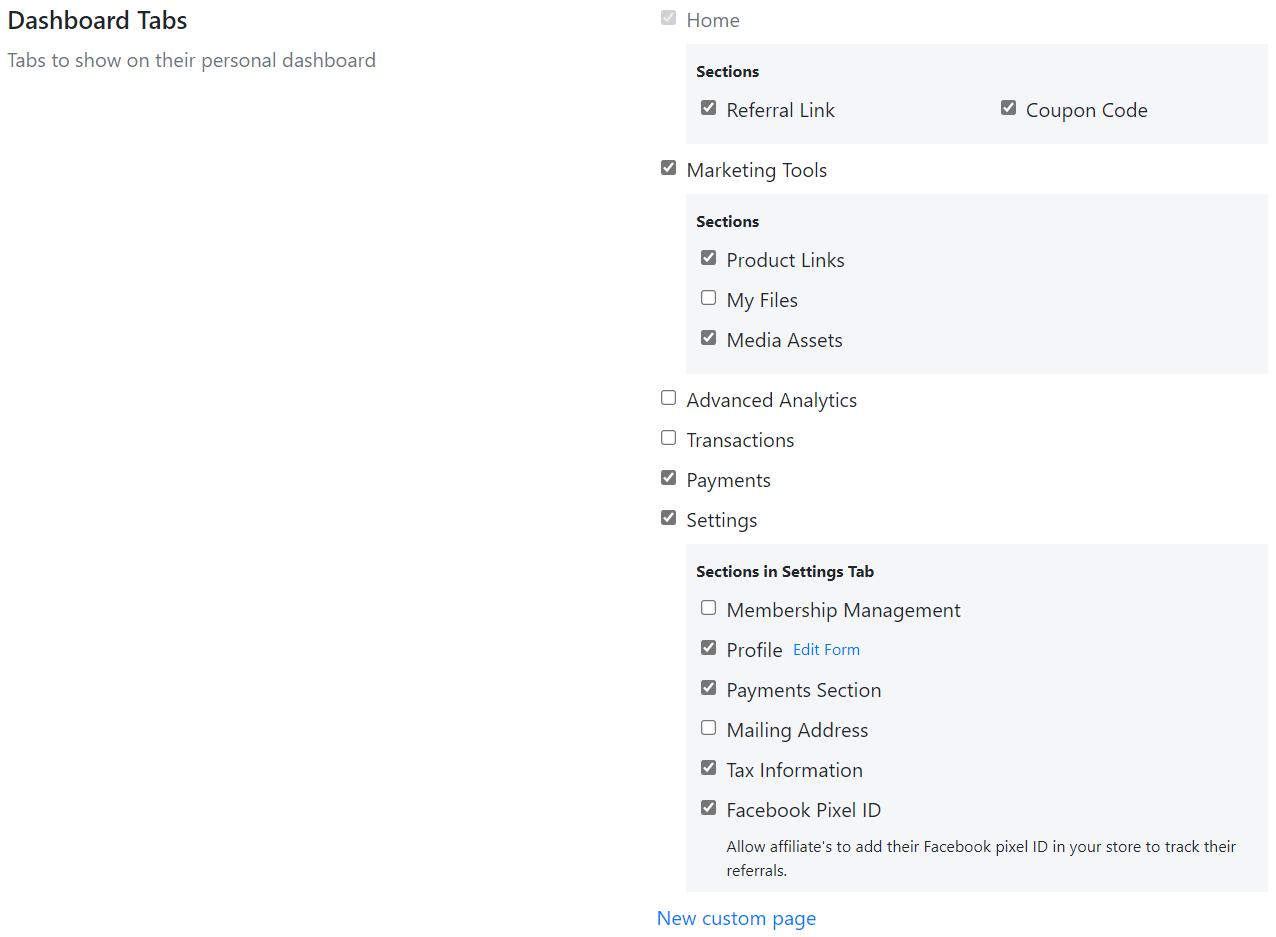 Dashboard Tabs
Tabs to show on their personal dashboard
Home
Sections
Referral Link
Coupon Code
Marketing Tools
Sections
Product Links
My Files
Media Assets
Advanced Analytics
Transactions
Payments
Settings
Sections in Settings Tab
Membership Management
Profile Edit Form
Payments Section
Mailing Address
Tax Information
Facebook Pixel ID
Allow affiliate's to add their Facebook pixel ID in your store to track their
referrals.
New custom page